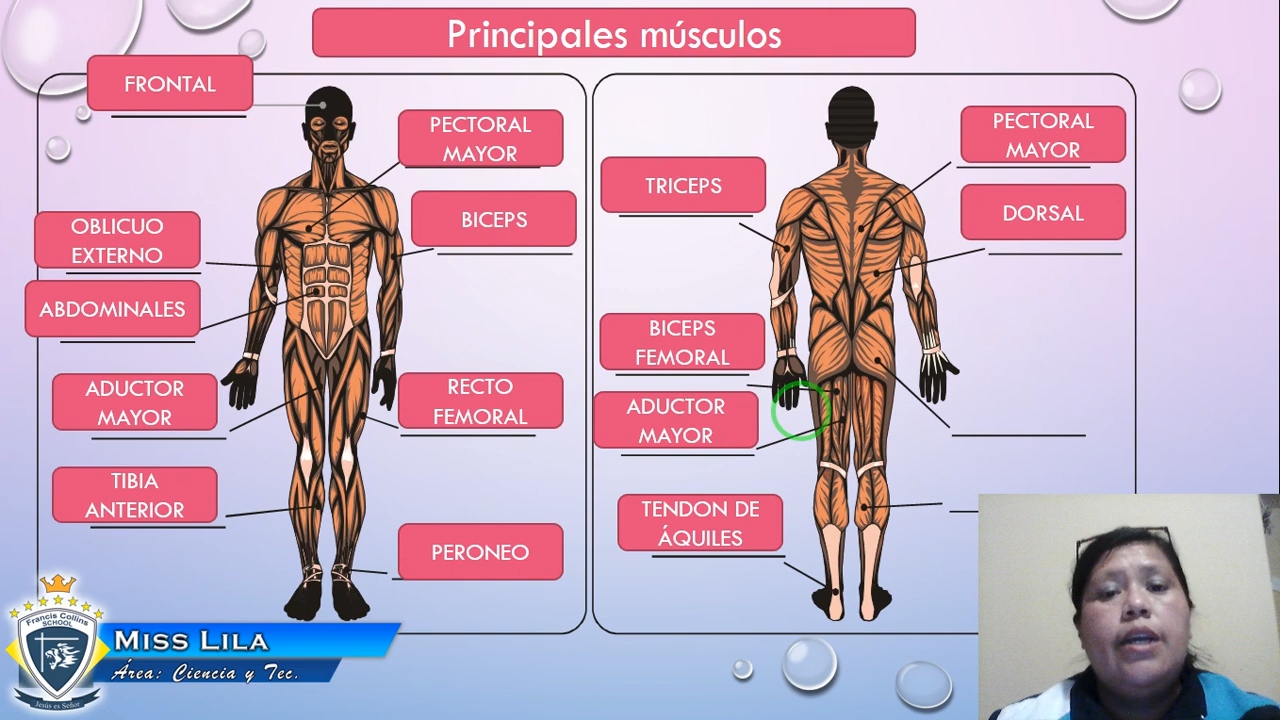 Principales músculos
FRONTAL
PECTORAL
MAYOR
OBLICUO
EXTERNO
BICEPS
ABDOMINALES
ADUCTOR
MAYOR
RECTO
FEMORAL
TIBIA
ANTERIOR
PERONEO
TRICEPS
PECTORAL
MAYOR
DORSAL
BICEPS
FEMORAL
ADUCTOR
MAYOR
TENDON DE
ÁQUILES
Francis Collins
SCHOOL
Jesús es Señor
MISS LILA
Área: Ciencia y Tec.